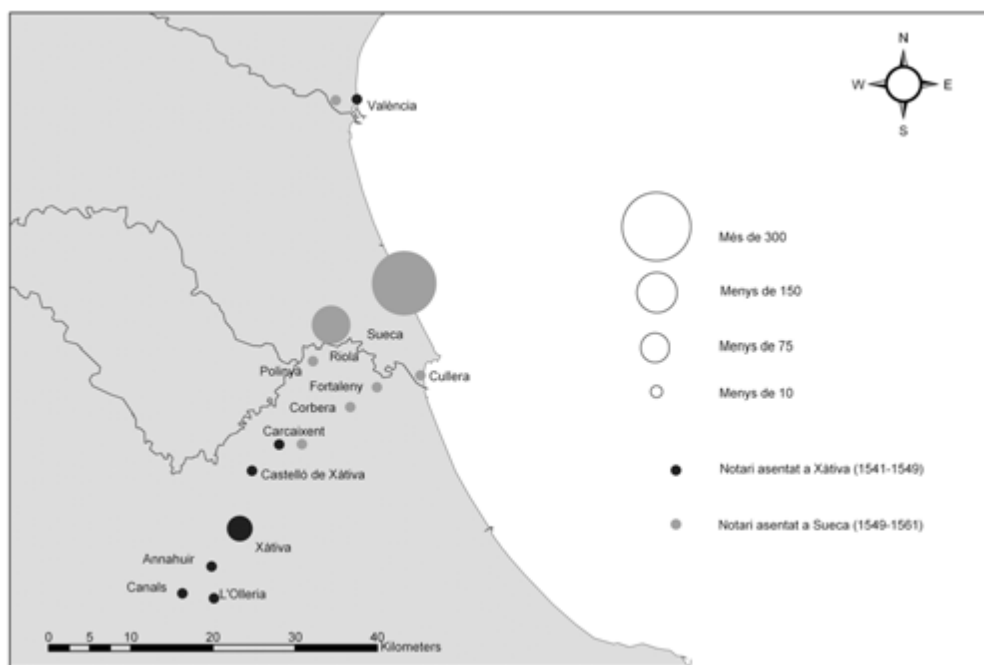 N
W
E
S
València
Més de 300
Menys de 150
Sueca
Menys de 75
Riola
Polinya
Cullera
Fortaleny
Menys de 10
Corbera
Carcaixent
Castelló de Xàtiva
Notari asentat a Xàtiva (1541-1549)
Notari asentat a Sueca (1549-1561)
Xàtiva
Annahuir
Canals
L'Olleria
0 5 10 20 30 40
Kilometers